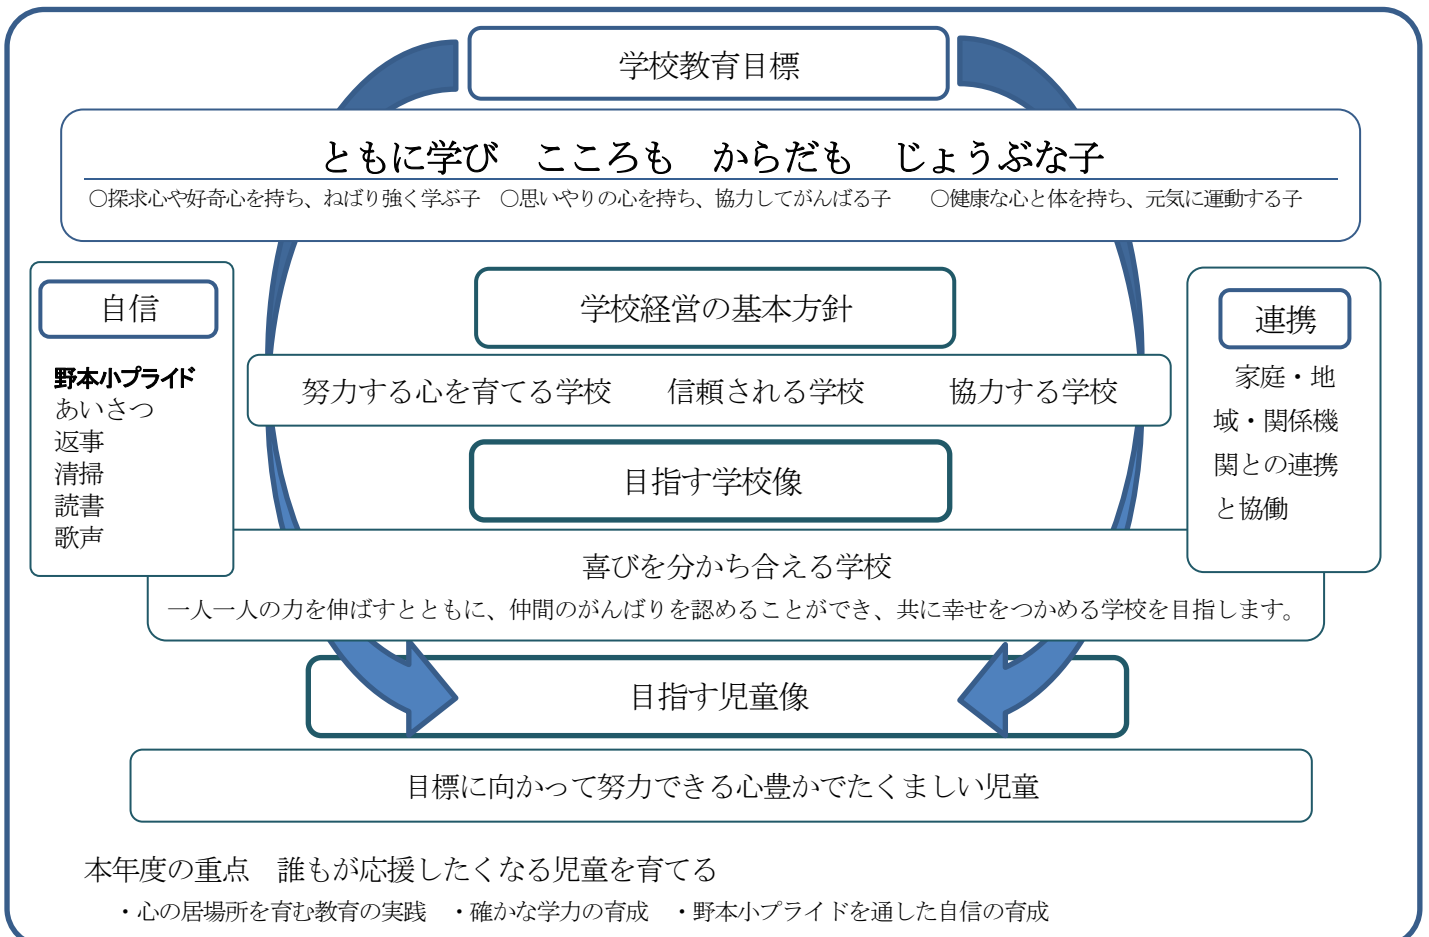 学校教育目標
ともに学び　こころも　からだも　じょうぶな子
○探求心や好奇心を持ち、ねばり強く学ぶ子　○思いやりの心を持ち、協力してがんばる子　　○健康な心と体を持ち、元気に運動する子
自信
野本小プライド
あいさつ
返事
清掃
読書
歌声
学校経営の基本方針
努力する心を育てる学校　　信頼される学校　　　協力する学校
連携
家庭・地
域・関係機
関との連携
と協働
目指す学校像
喜びを分かち合える学校
一人一人の力を伸ばすとともに、仲間のがんばりを認めることができ、共に幸せをつかめる学校を目指します。
目指す児童像
目標に向かって努力できる心豊かでたくましい児童
本年度の重点　誰もが応援したくなる児童を育てる
・心の居場所を育む教育の実践　・確かな学力の育成　・野本小プライドを通した自信の育成